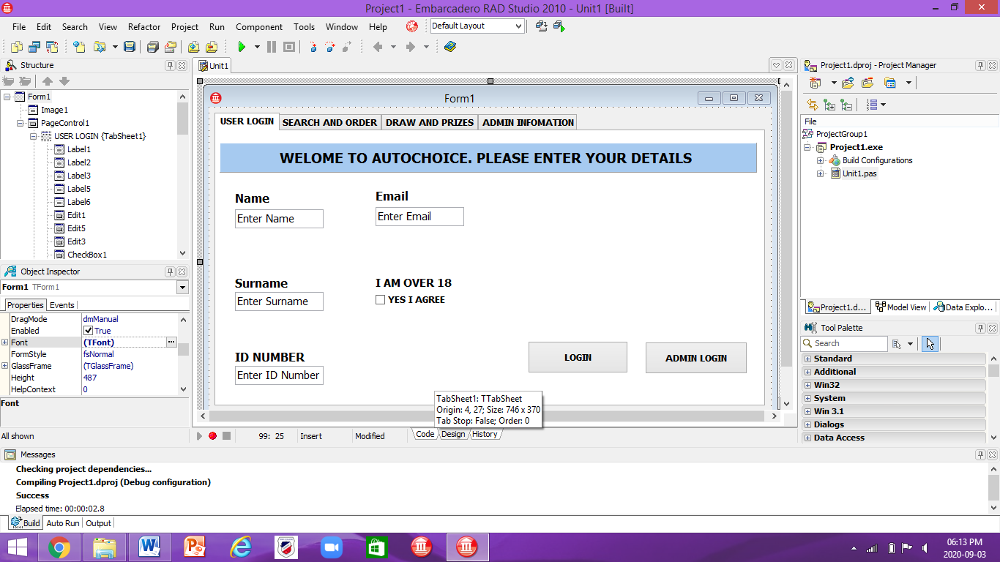 Project1 - Embarcadero RAD Studio 2010 - Unit1 [Built]
File Edit Search View Refactor Project Run Component Tools Window Help Default Layout
Structure
Form1
Image1
PageControl1
USER LOGIN {TabSheet1}
Label1
Label2
Label3
Label5
Label6
Edit1
Edit5
Edit3
CheckBox1
Object Inspector
Form1 TForm1
Properties Events
DragMode dmManual
Enabled True
Font (TFont)
FormStyle fsNormal
GlassFrame (TGlassFrame)
Height 487
HelpContext 0
Font
All shown
Unit1
Form1
USER LOGIN SEARCH AND ORDER DRAW AND PRIZES ADMIN INFOMATION
WELOME TO AUTOCHOICE. PLEASE ENTER YOUR DETAILS
Name
Enter Name
Email
Enter Email
Surname
Enter Surname
I AM OVER 18
YES I AGREE
ID NUMBER
Enter ID Number
LOGIN
ADMIN LOGIN
TabSheet1: TTabSheet
Origin: 4, 27; Size: 746 x 370
Tab Stop: False; Order: 0
99: 25 Insert Modified Code Design History
Project1.dproj - Project Manager
File
ProjectGroup1
Project1.exe
Build Configurations
Unit1.pas
Project1.d... Model View Data Explo...
Tool Palette
Search
Standard
Additional
Win32
System
Win 3.1
Dialogs
Data Access
Messages
Checking project dependencies...
Compiling Project1.dproj (Debug configuration)
Success
Elapsed time: 00:00:02.8
Build Auto Run Output
06:13 PM
2020-09-03